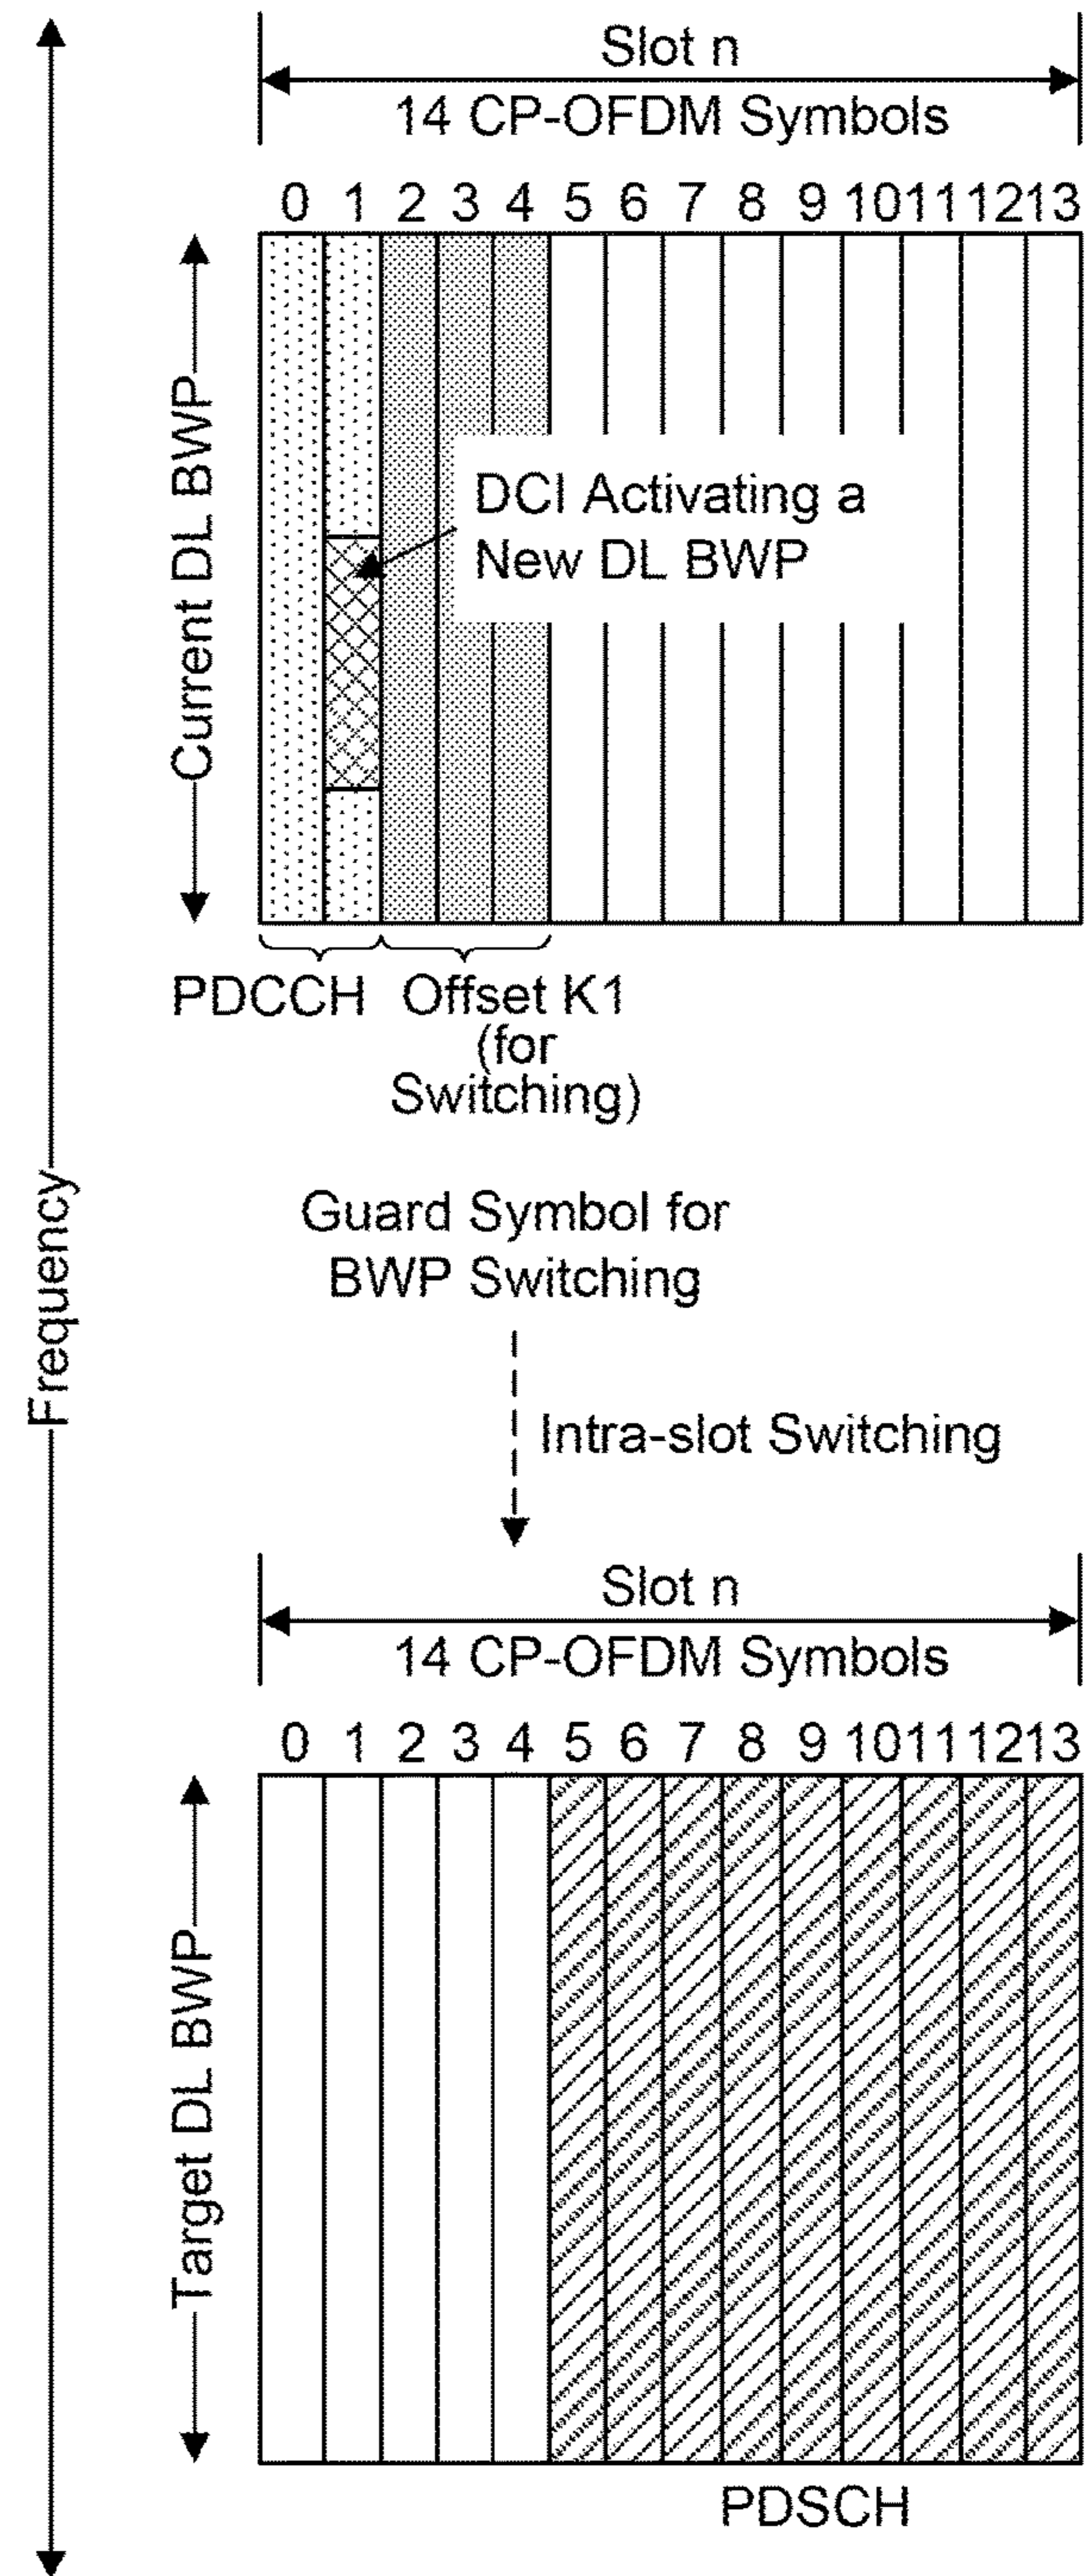 Slot n
14 CP-OFDM Symbols
0 1 2 3 4 5 6 7 8 9 10 11 12 13
Current DL BWP
DCI Activating a
New DL BWP
PDCCH Offset K1
(for
Switching)
Frequency
Guard Symbol for
BWP Switching
Intra-slot Switching
Slot n
14 CP-OFDM Symbols
0 1 2 3 4 5 6 7 8 9 10 11 12 13
Target DL BWP
PDSCH